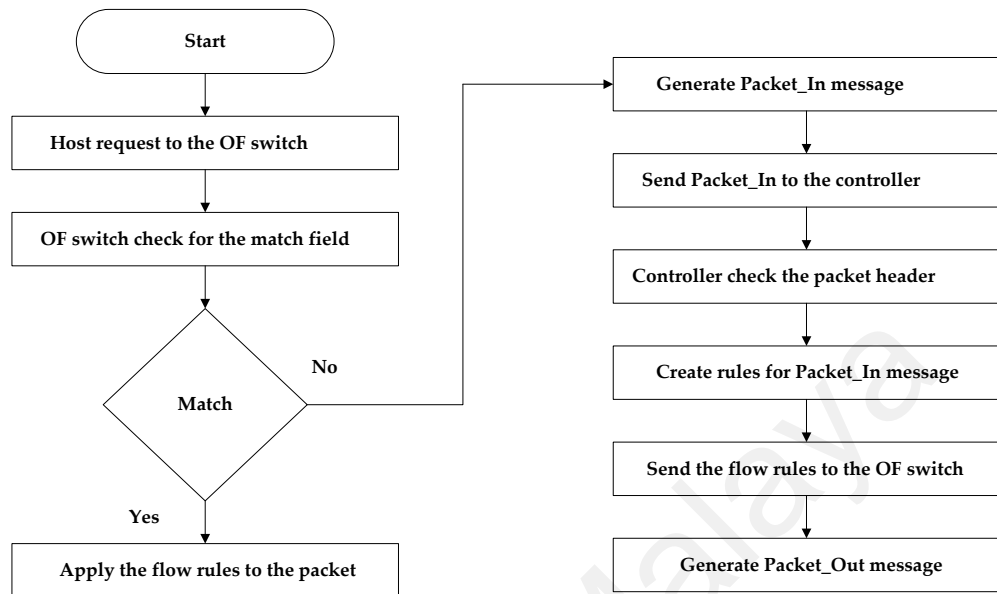 Start
Host request to the OF switch
OF switch check for the match field
Match
No
Yes
Apply the flow rules to the packet
Generate Packet_In message
Send Packet_In to the controller
Controller check the packet header
Create rules for Packet_In message
Send the flow rules to the OF switch
Generate Packet_Out message
Malaya